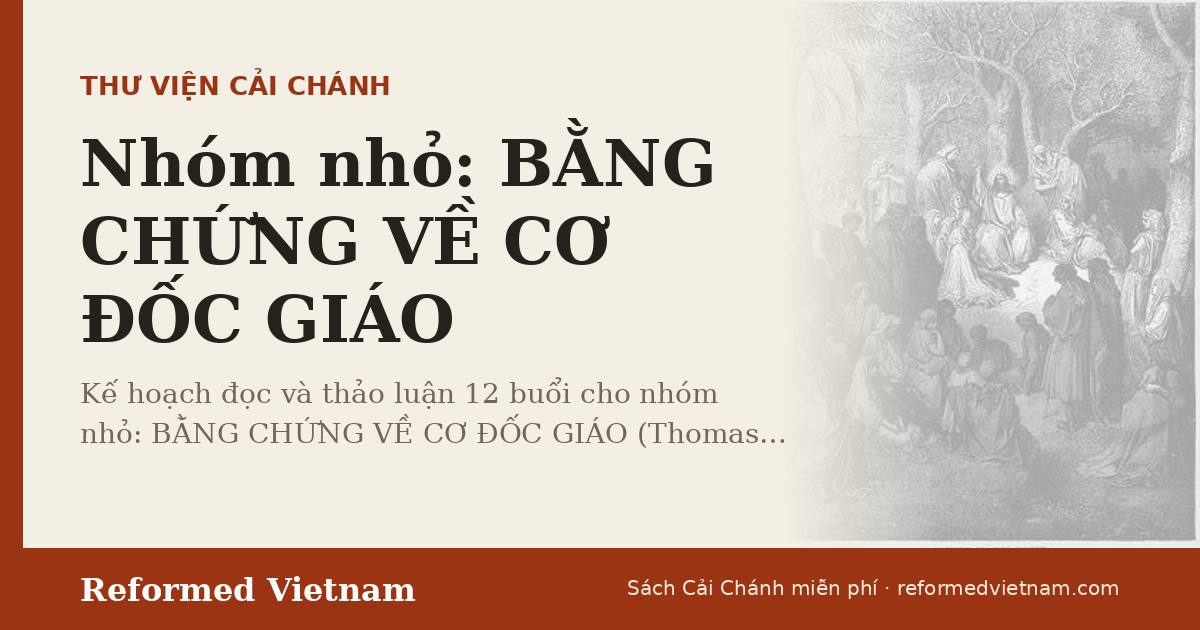 THƯ VIỆN CẢI CHÁNH
Nhóm nhỏ: BẰNG
CHỨNG VỀ CƠ
ĐỐC GIÁO
Kế hoạch đọc và thảo luận 12 buổi cho nhóm
nhỏ: BẰNG CHỨNG VỀ CƠ ĐỐC GIÁO (Thomas...
Reformed Vietnam
Sách Cải Chánh miễn phí · reformedvietnam.com